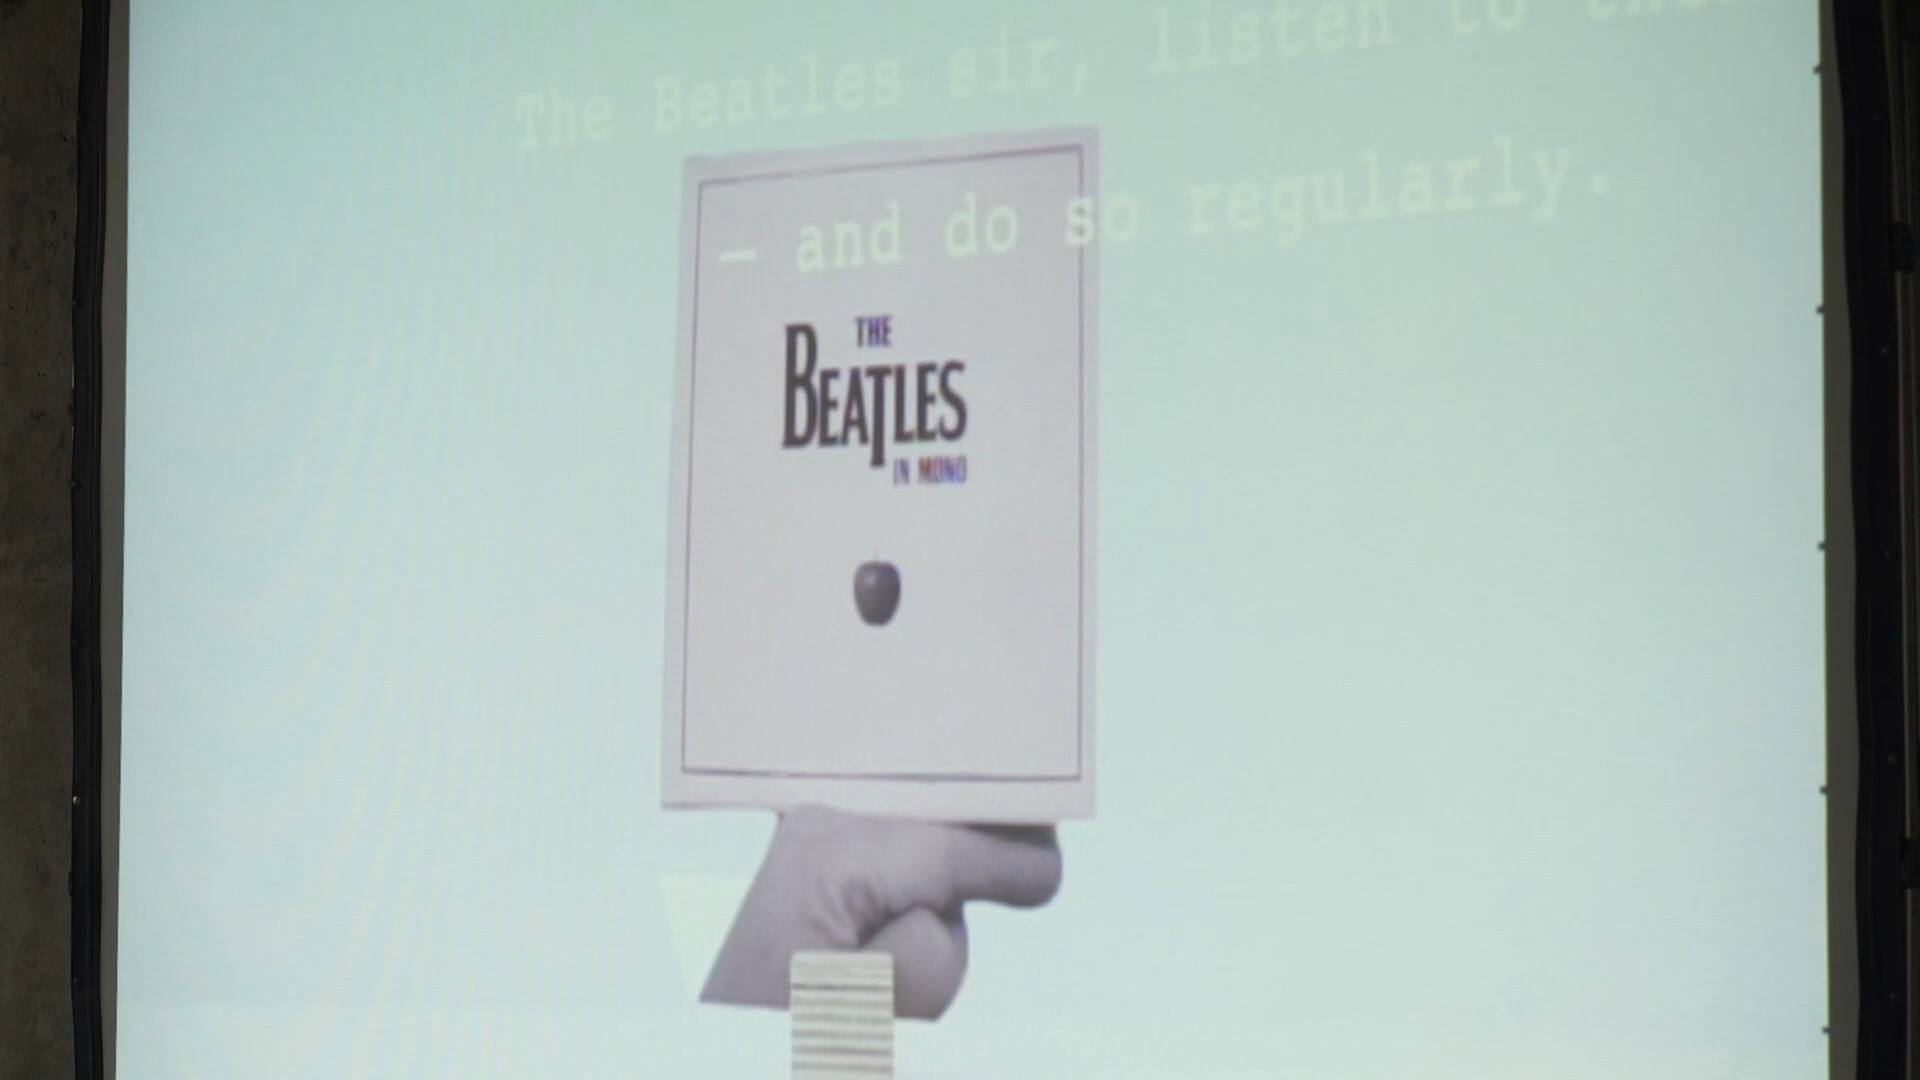 The Beatles sir, listen to
— and do so regularly.
THE
BEATLES
IN MONO